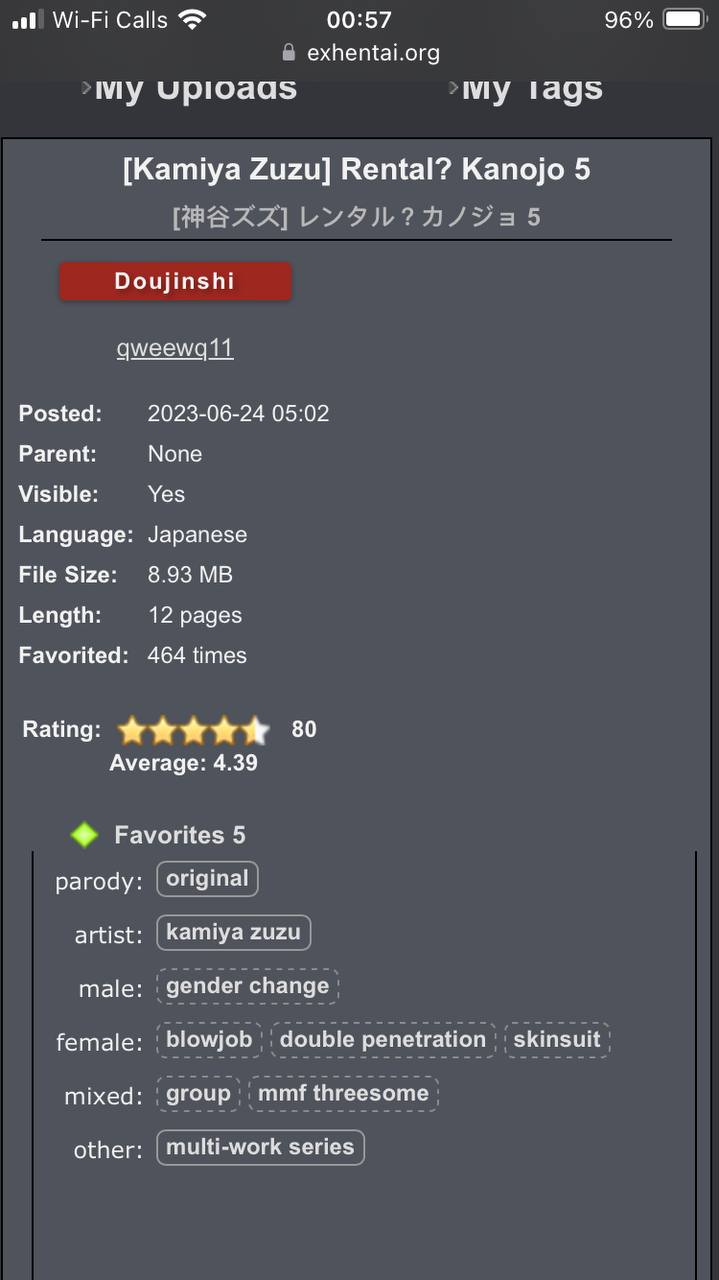 Wi-Fi Calls 00:57 96%
exhentai.org
My Uploads My Tags
[Kamiya Zuzu] Rental? Kanojo 5
[神谷ズズ] レンタル？カノジョ 5
Doujinshi
qweewq11
Posted: 2023-06-24 05:02
Parent: None
Visible: Yes
Language: Japanese
File Size: 8.93 MB
Length: 12 pages
Favorited: 464 times
Rating: 80
Average: 4.39
Favorites 5
parody: original
artist: kamiya zuzu
male: gender change
female: blowjob double penetration skinsuit
mixed: group mmf threesome
other: multi-work series